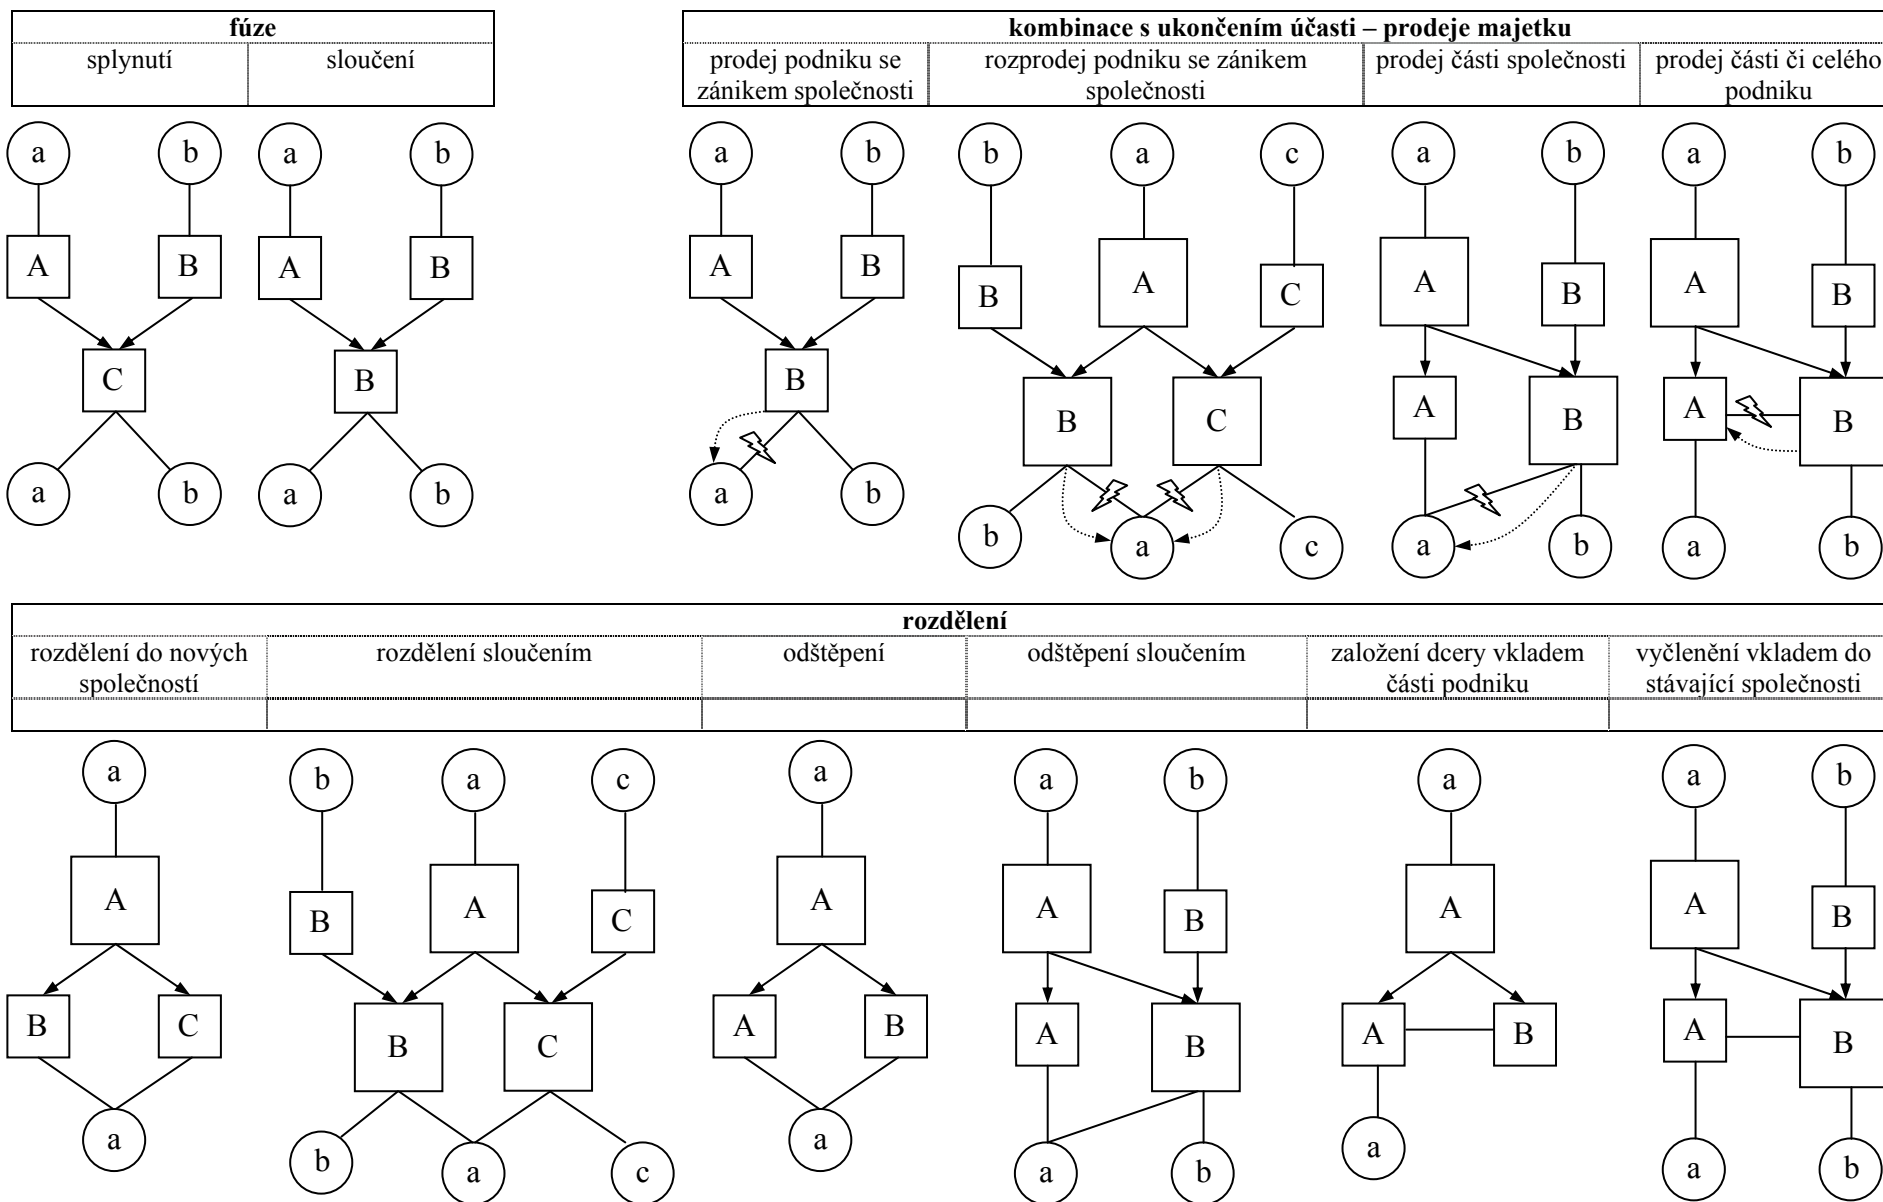 fúze
splynutí
sloučení
kombinace s ukončením účasti – prodeje majetku
prodej podniku se
zánikem společnosti
rozprodej podniku se zánikem
společnosti
prodej části společnosti
prodej části či celého
podniku
a b a b
a b b a c a b a b
A B A B
A B B A C A B A B
C B
B B C A B A B
a b a b
a b b a c a b a b
rozdělení
rozdělení do nových
společností
rozdělení sloučením
odštěpení
odštěpení sloučením
založení dcery vkladem
části podniku
vyčlenění vkladem do
stávající společnosti
a b a c a a b a a b
A B A C A A B A A B
B C B C A B A B A B A B
a b a c a a b a a b